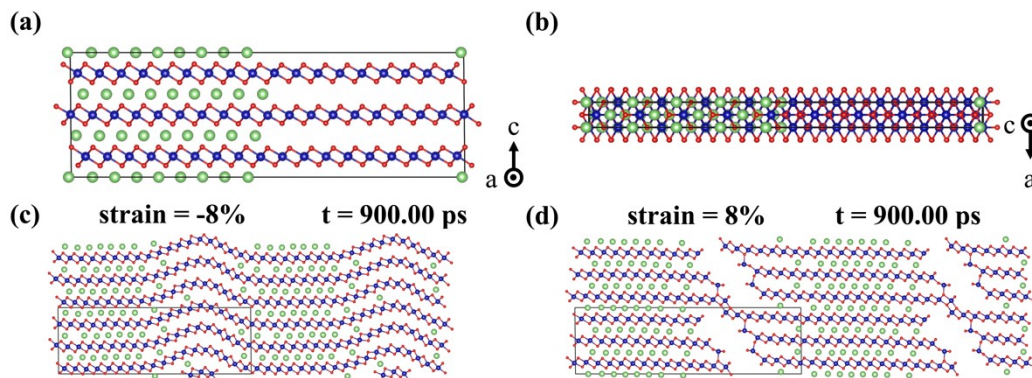 (a)
(b)
c
a
c
a
(c) strain = -8% t = 900.00 ps
(d) strain = 8% t = 900.00 ps